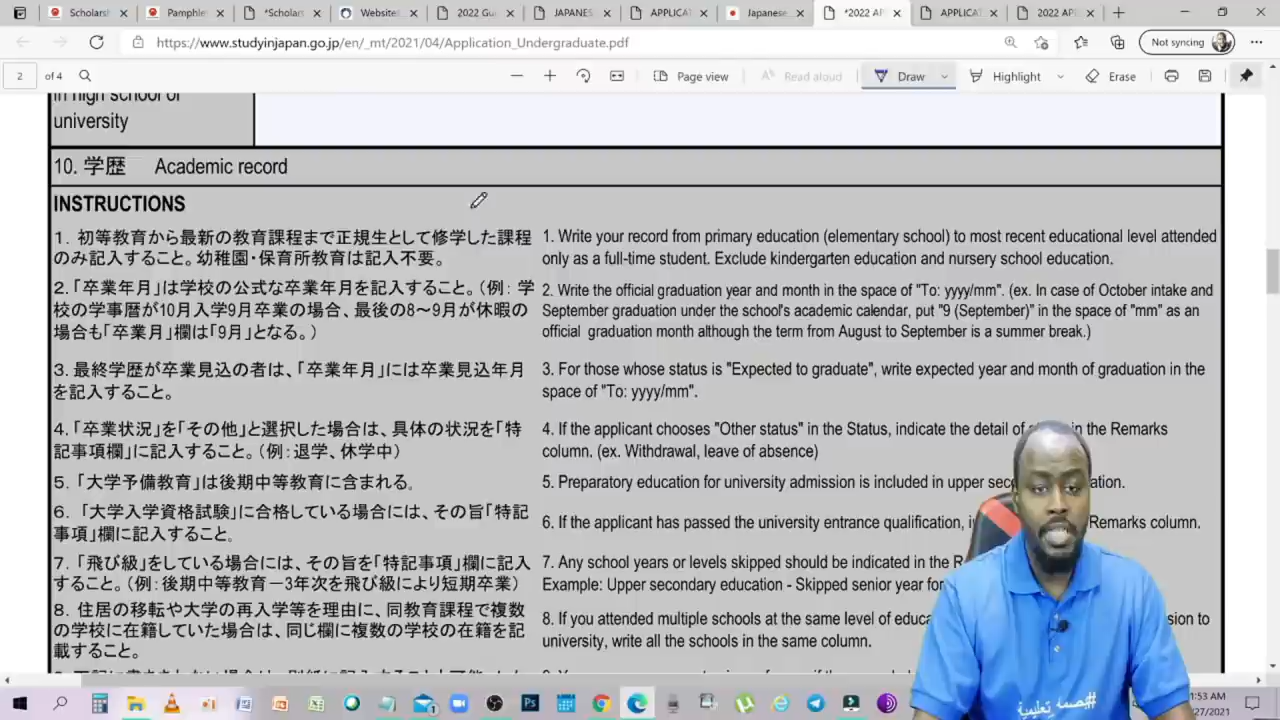 Scholarsh
Pamphle
*Scholars
Websites
2022 Gu
JAPANES
APPLICAT
Japanese
*2022 AP
APPLICAT
2022 APP
https://www.studyinjapan.go.jp/en/_mt/2021/04/Application_Undergraduate.pdf
Not syncing
2 of 4
Page view
Read aloud
Draw
Highlight
Erase
in high school or
university
10. 学歴 Academic record
INSTRUCTIONS
1. 初等教育から最新の教育課程まで正規生として修学した課程
のみ記入すること。幼稚園・保育所教育は記入不要。
1. Write your record from primary education (elementary school) to most recent educational level attended
only as a full-time student. Exclude kindergarten education and nursery school education.
2. 「卒業年月」は学校の公式な卒業年月を記入すること。(例: 学
校の学事暦が10月入学9月卒業の場合、最後の8～9月が休暇の
場合も「卒業月」欄は「9月」となる。)
2. Write the official graduation year and month in the space of "To: yyyy/mm". (ex. In case of October intake and
September graduation under the school's academic calendar, put "9 (September)" in the space of "mm" as an
official graduation month although the term from August to September is a summer break.)
3. 最終学歴が卒業見込の者は、「卒業年月」には卒業見込年月
を記入すること。
3. For those whose status is "Expected to graduate", write expected year and month of graduation in the
space of "To: yyyy/mm".
4. 「卒業状況」を「その他」と選択した場合は、具体の状況を「特
記事項欄」に記入すること。(例:退学、休学中)
4. If the applicant chooses "Other status" in the Status, indicate the detail of in the Remarks
column. (ex. Withdrawal, leave of absence)
5. 「大学予備教育」は後期中等教育に含まれる。
5. Preparatory education for university admission is included in upper
6. 「大学入学資格試験」に合格している場合には、その旨「特記
事項」欄に記入すること。
6. If the applicant has passed the university entrance qualification, Remarks column.
7. 「飛び級」をしている場合には、その旨を「特記事項」欄に記入
すること。(例:後期中等教育－3年次を飛び級により短期卒業)
7. Any school years or levels skipped should be indicated in the
Example: Upper secondary education - Skipped senior year for
8. 住居の移転や大学の再入学等を理由に、同教育課程で複数
の学校に在籍していた場合は、同じ欄に複数の学校の在籍を記
載すること。
8. If you attended multiple schools at the same level of to
university, write all the schools in the same column.
#بصمة_تعليمية
1:53 AM
/27/2021